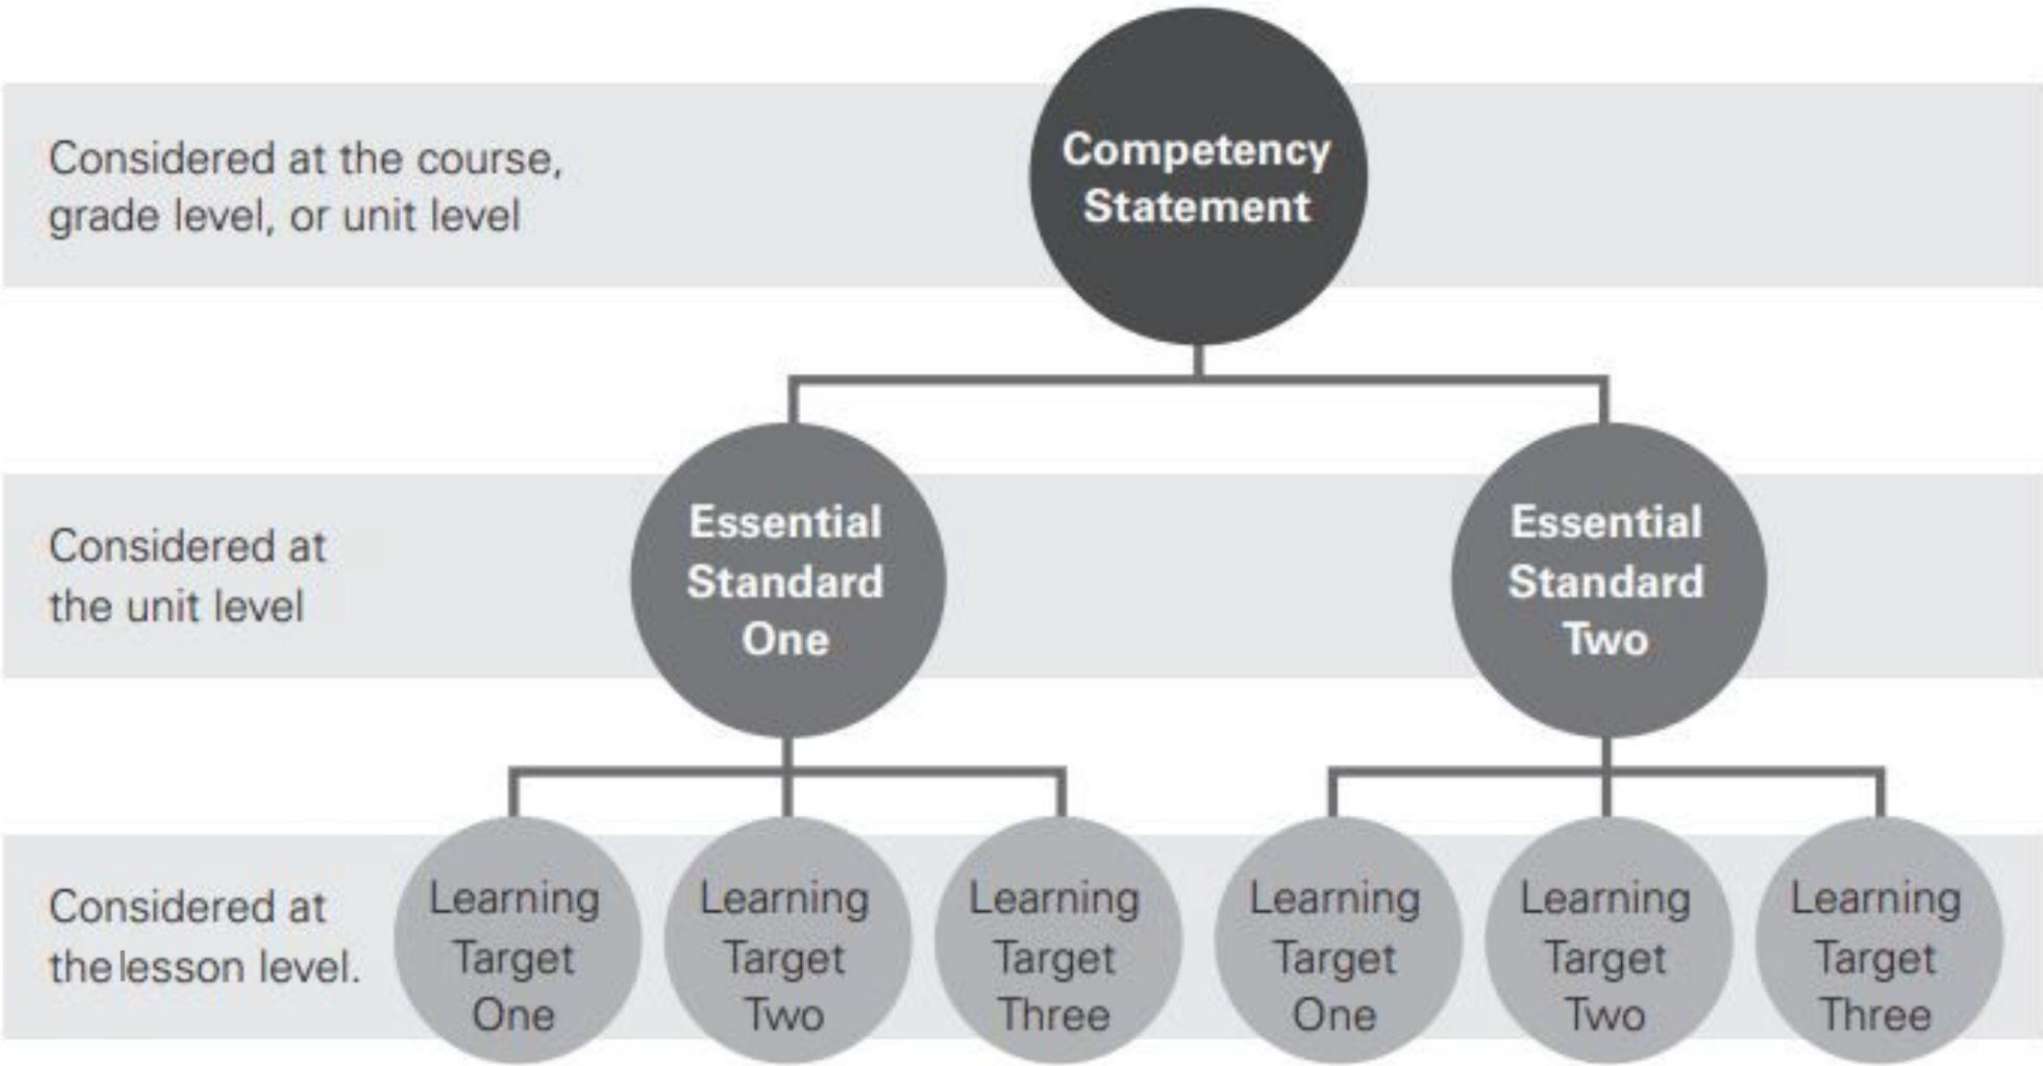 Considered at the course,
grade level, or unit level
Competency
Statement
Considered at
the unit level
Essential
Standard
One
Essential
Standard
Two
Considered at
the lesson level.
Learning
Target
One
Learning
Target
Two
Learning
Target
Three
Learning
Target
One
Learning
Target
Two
Learning
Target
Three